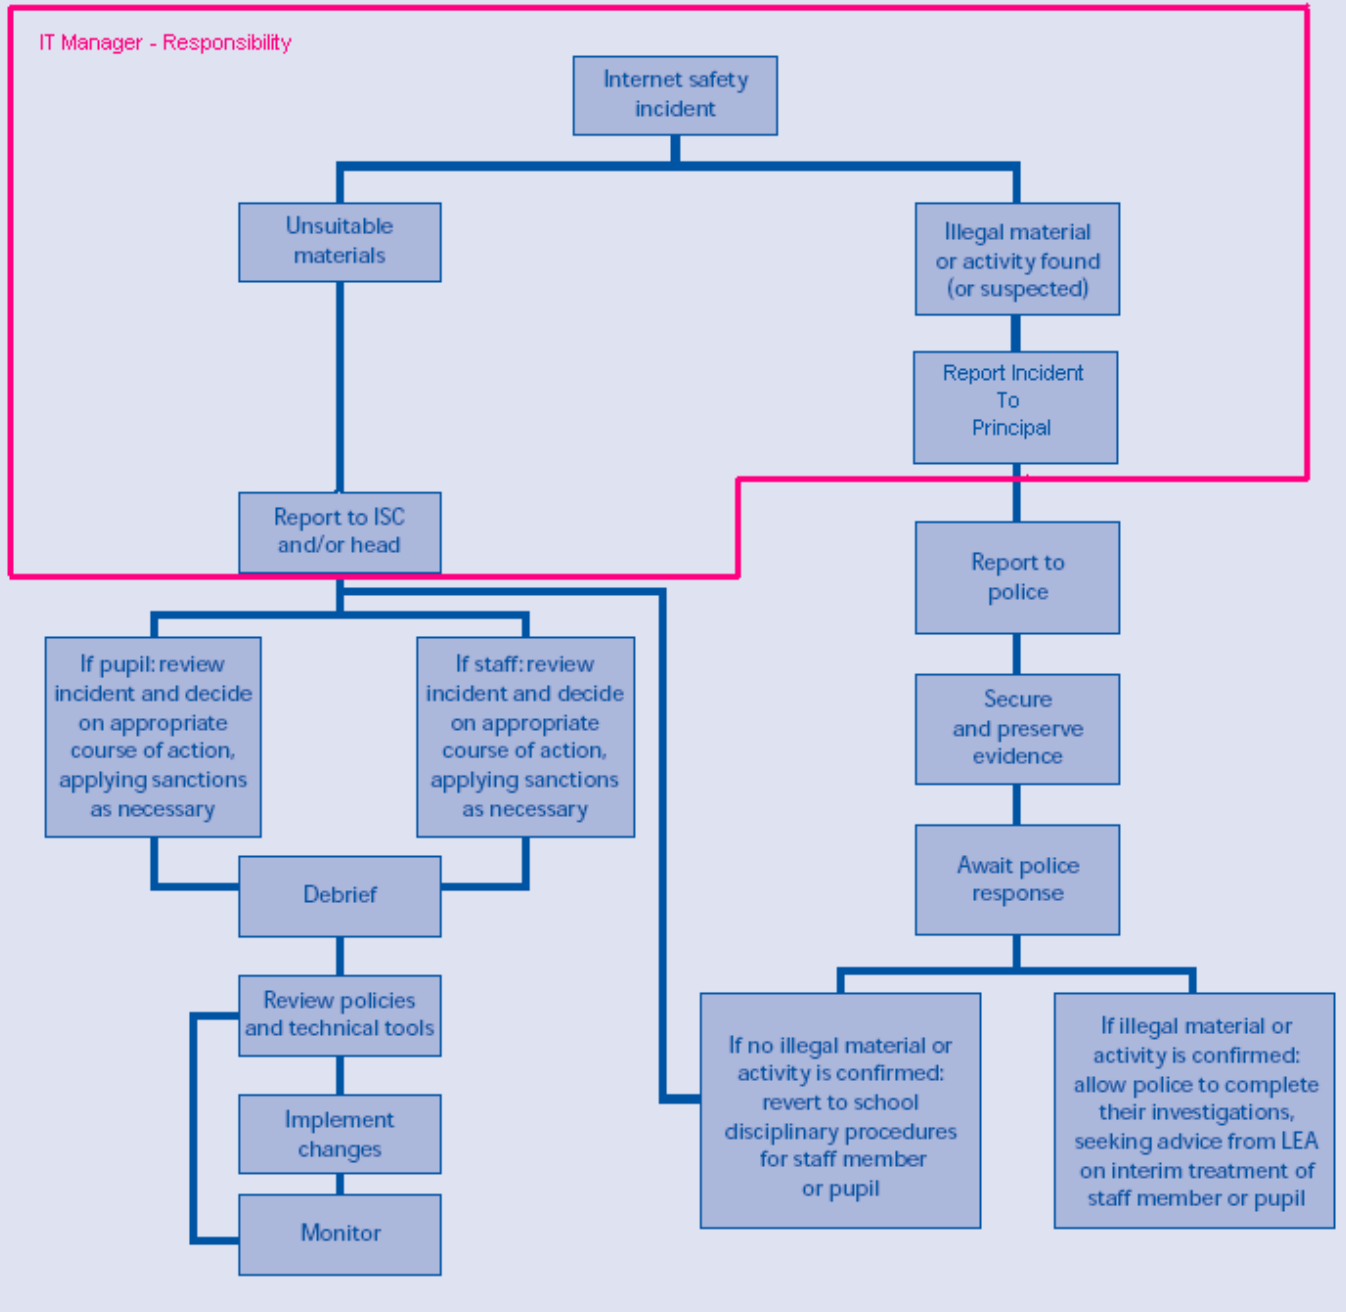 IT Manager - Responsibility
Internet safety
incident
Unsuitable
materials
Illegal material
or activity found
(or suspected)
Report Incident
To
Principal
Report to ISC
and/or head
Report to
police
If pupil: review
incident and decide
on appropriate
course of action,
applying sanctions
as necessary
If staff: review
incident and decide
on appropriate
course of action,
applying sanctions
as necessary
Secure
and preserve
evidence
Debrief
Await police
response
Review policies
and technical tools
If no illegal material or
activity is confirmed:
revert to school
disciplinary procedures
for staff member
or pupil
If illegal material or
activity is confirmed:
allow police to complete
their investigations,
seeking advice from LEA
on interim treatment of
staff member or pupil
Implement
changes
Monitor